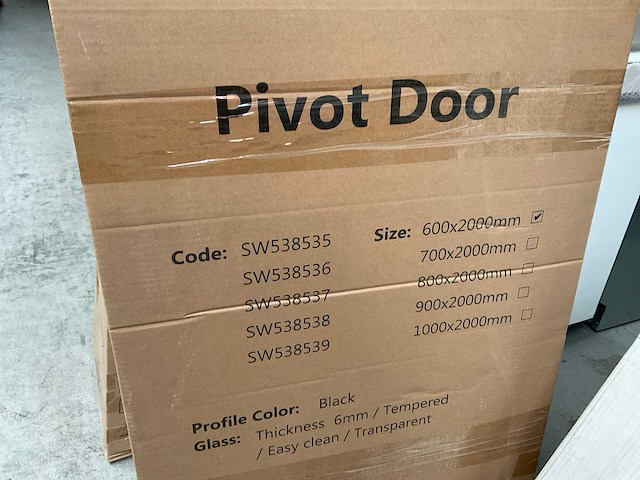 Pivot Door
Code: SW538535 Size: 600x2000mm ☑
SW538536 700x2000mm ☐
SW538537 800x2000mm ☐
SW538538 900x2000mm ☐
SW538539 1000x2000mm ☐
Profile Color: Black
Glass: Thickness 6mm / Tempered
/ Easy clean / Transparent